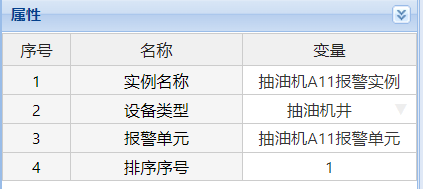 属性
序号 名称 变量
1 实例名称 抽油机A11报警实例
2 设备类型 抽油机井
3 报警单元 抽油机A11报警单元
4 排序序号 1